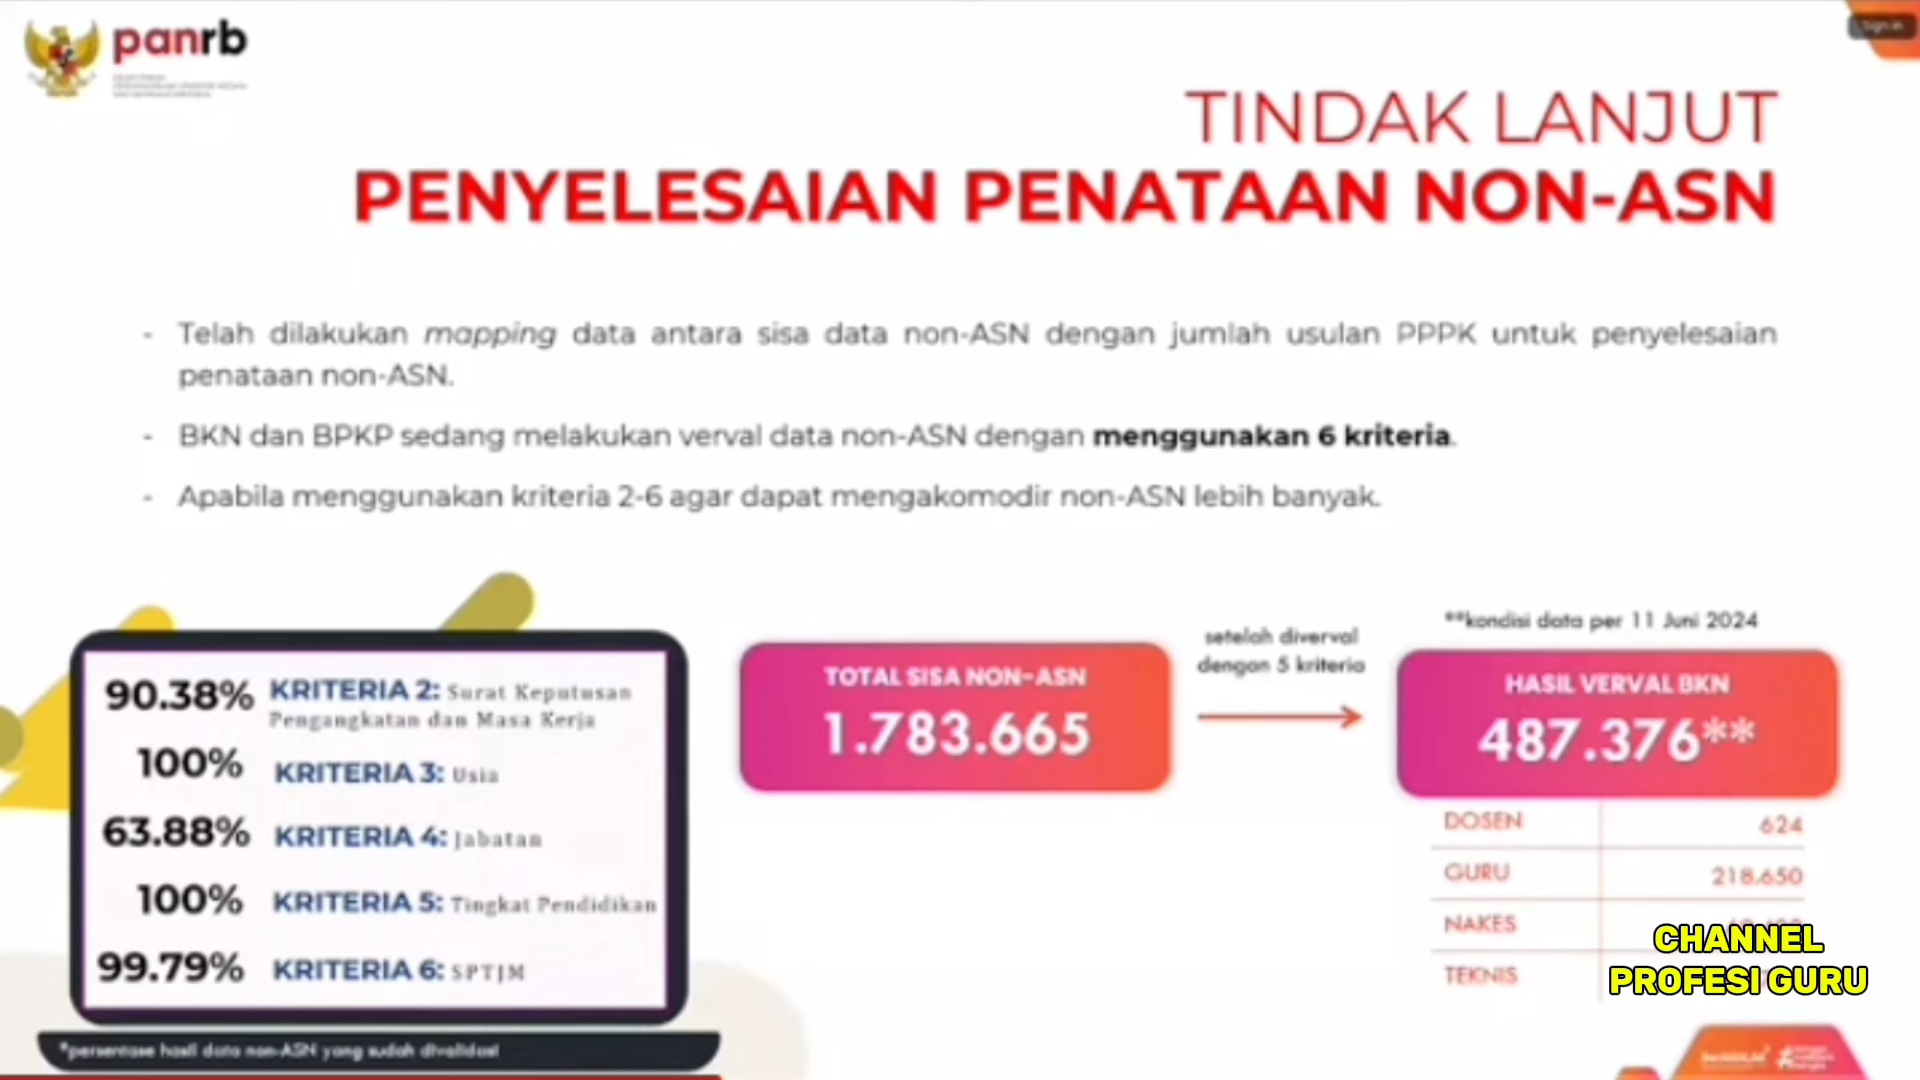 panrb
Sign in
TINDAK LANJUT
PENYELESAIAN PENATAAN NON-ASN
- Telah dilakukan mapping data antara sisa data non-ASN dengan jumlah usulan PPPK untuk penyelesaian
penataan non-ASN.
- BKN dan BPKP sedang melakukan verval data non-ASN dengan menggunakan 6 kriteria.
- Apabila menggunakan kriteria 2-6 agar dapat mengakomodir non-ASN lebih banyak.
90.38% KRITERIA 2: Surat Keputusan
Pengangkatan dan Masa Kerja
100% KRITERIA 3: Usia
63.88% KRITERIA 4: Jabatan
100% KRITERIA 5: Tingkat Pendidikan
99.79% KRITERIA 6: SPTJM
*persentase hasil data non-ASN yang sudah divalidasi
TOTAL SISA NON-ASN
1.783.665
setelah diverval
dengan 5 kriteria
**kondisi data per 11 Juni 2024
HASIL VERVAL BKN
487.376**
DOSEN 624
GURU 218.650
NAKES
TEKNIS
CHANNEL
PROFESI GURU